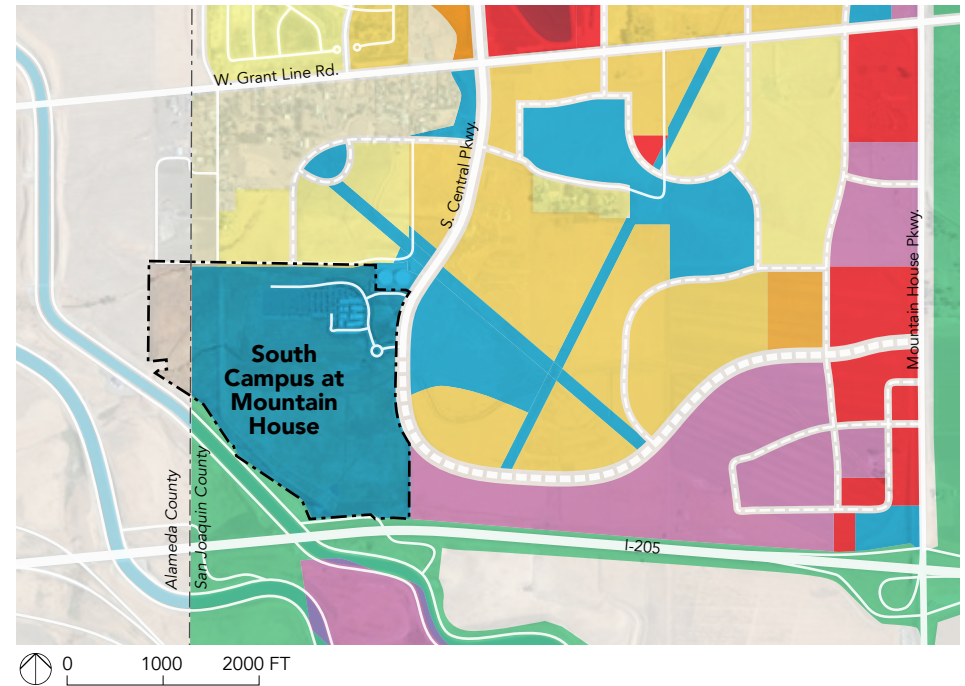 W. Grant Line Rd.
S. Central Pkwy.
Mountain House Pkwy.
South
Campus at
Mountain
House
Alameda County
San Joaquin County
I-205
0 1000 2000 FT